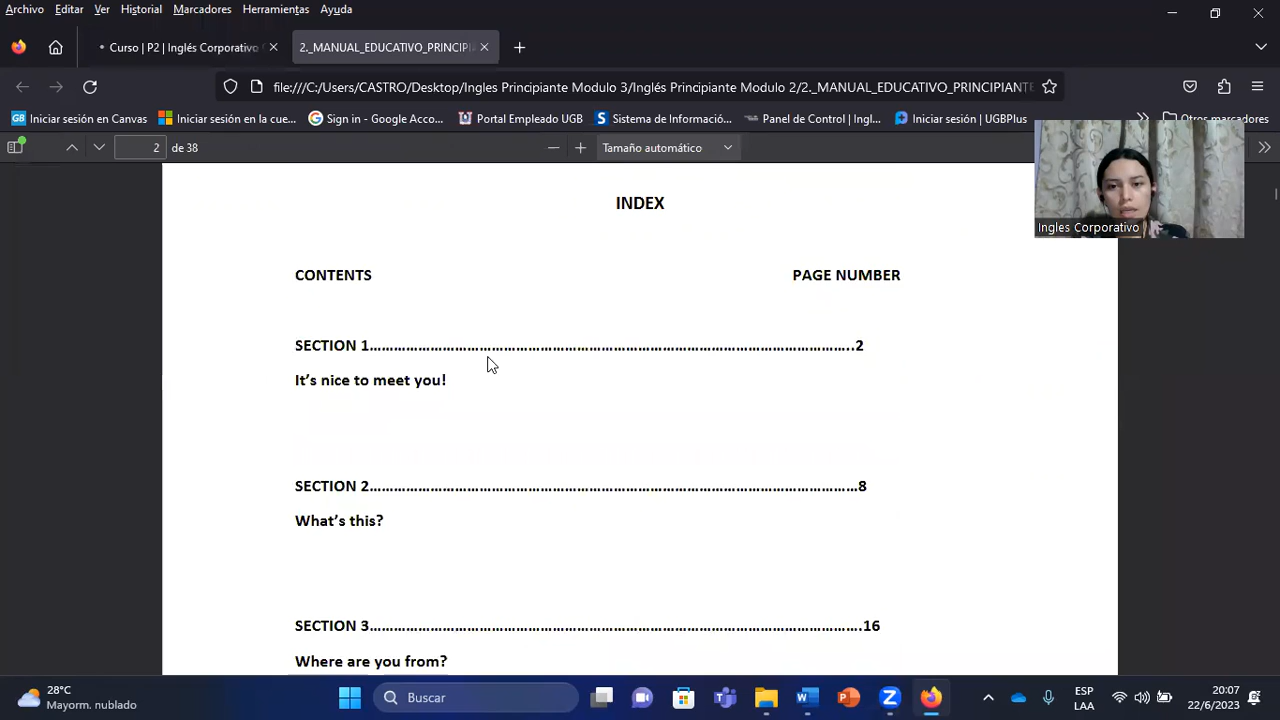 Archivo Editar Ver Historial Marcadores Herramientas Ayuda
Curso | P2 | Inglés Corporativo
2._MANUAL_EDUCATIVO_PRINCIPI
file:///C:/Users/CASTRO/Desktop/Ingles Principiante Modulo 3/Inglés Principiante Modulo 2/2._MANUAL_EDUCATIVO_PRINCIPIANTE
Iniciar sesión en Canvas Iniciar sesión en la cue... Sign in - Google Acco... Portal Empleado UGB Sistema de Informació... Panel de Control | Ingl... Iniciar sesión | UGBPlus Otros marcadores
2 de 38 Tamaño automático
Ingles Corporativo
INDEX
CONTENTS PAGE NUMBER
SECTION 1…………………………………………………………………………………………………………..2
It's nice to meet you!
SECTION 2……………………………………………………………………………………………………………8
What's this?
SECTION 3…………………………………………………………………………………………………………….16
Where are you from?
28°C
Mayorm. nublado
Buscar
ESP
LAA
20:07
22/6/2023